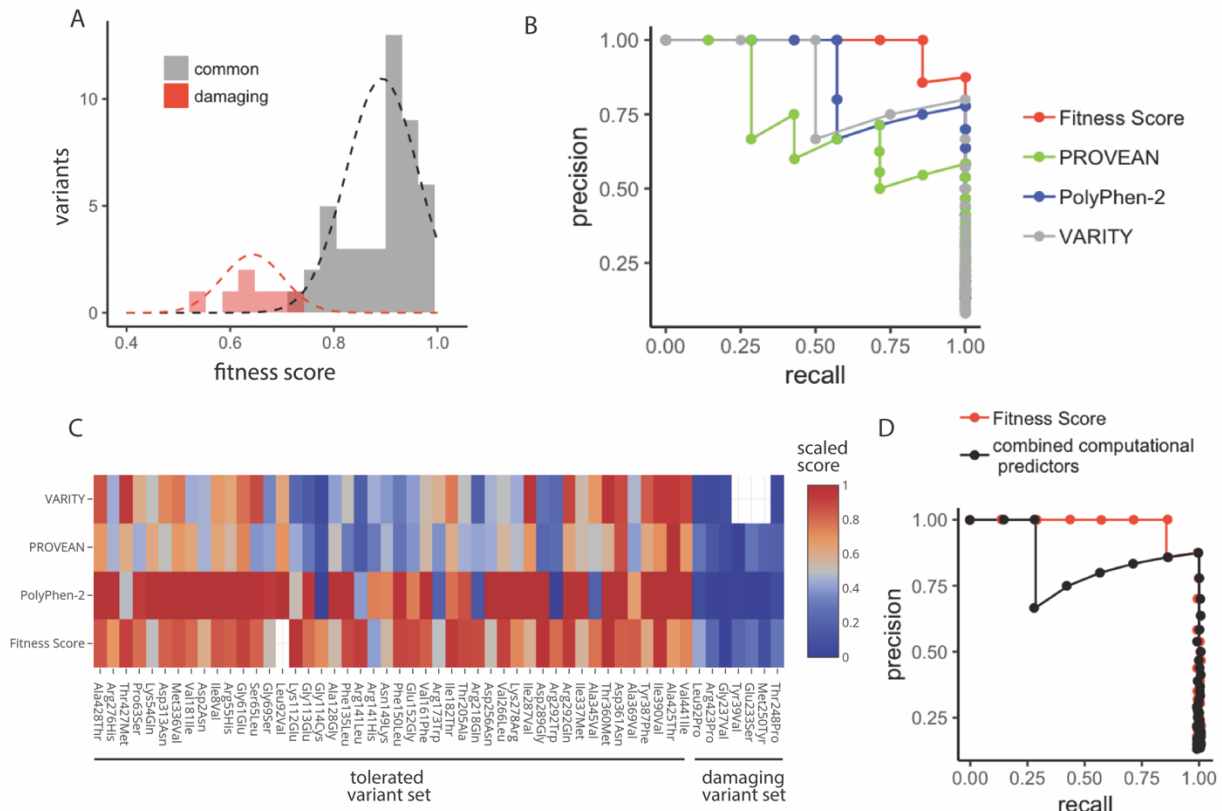 A
common
damaging
variants
10
5
0
0.4
0.6
0.8
1.0
fitness score
B
precision
1.00
0.75
0.50
0.25
0.00
0.25
0.50
0.75
1.00
recall
Fitness Score
PROVEAN
PolyPhen-2
VARITY
C
VARITY
PROVEAN
PolyPhen-2
Fitness Score
scaled
score
1
0.8
0.6
0.4
0.2
0
Ala428Thr
Arg276His
Thr427Met
Pro63Ser
Lys54Gln
Asp313Asn
Met336Val
Val181Ile
Asp2Asn
Ile8Val
Arg55His
Gly61Glu
Ser65Leu
Gly69Ser
Leu92Val
Lys112Glu
Gly113Glu
Gly114Cys
Ala128Gly
Phe135Leu
Arg141Leu
Arg141His
Asn149Lys
Phe150Leu
Glu152Gly
Val161Phe
Arg173Trp
Ile182Thr
Thr205Ala
Arg218Gln
Asp256Asn
Val266Leu
Lys278Arg
Ile287Val
Asp289Gly
Arg292Trp
Arg292Gln
Ile337Met
Ala345Val
Thr360Met
Asp361Asn
Ala369Val
Tyr387Phe
Ile390Val
Ala425Thr
Val441Ile
Leu92Pro
Arg423Pro
Gly237Val
Tyr39Val
Glu233Ser
Met250Tyr
Thr248Pro
tolerated
variant set
damaging
variant set
D
Fitness Score
combined computational
predictors
precision
1.00
0.75
0.50
0.25
0.00
0.25
0.50
0.75
1.00
recall